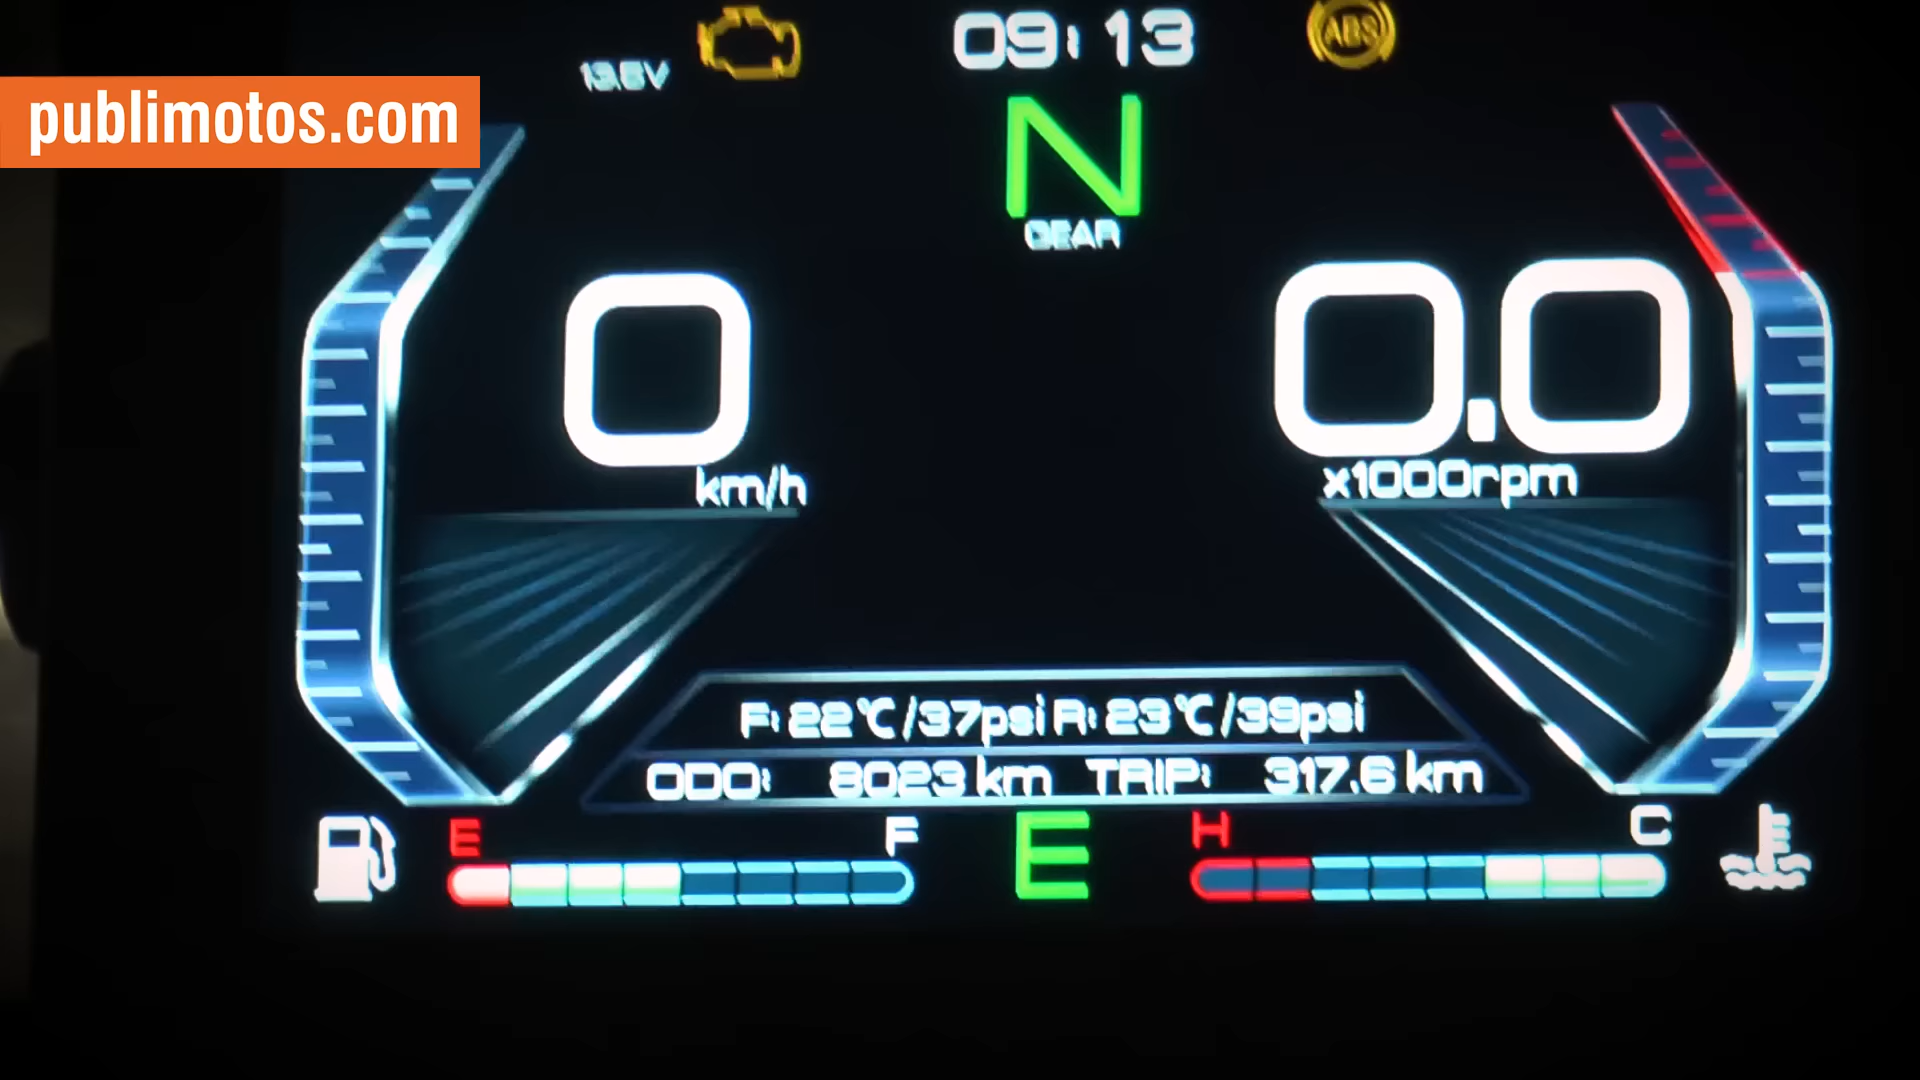 09:13
ABS
13.6V
publimotos.com
N
GEAR
0
0.0
km/h
x1000rpm
F: 22℃/37psi R: 23℃/39psi
ODO: 8023 km TRIP: 317.6 km
E F E H C